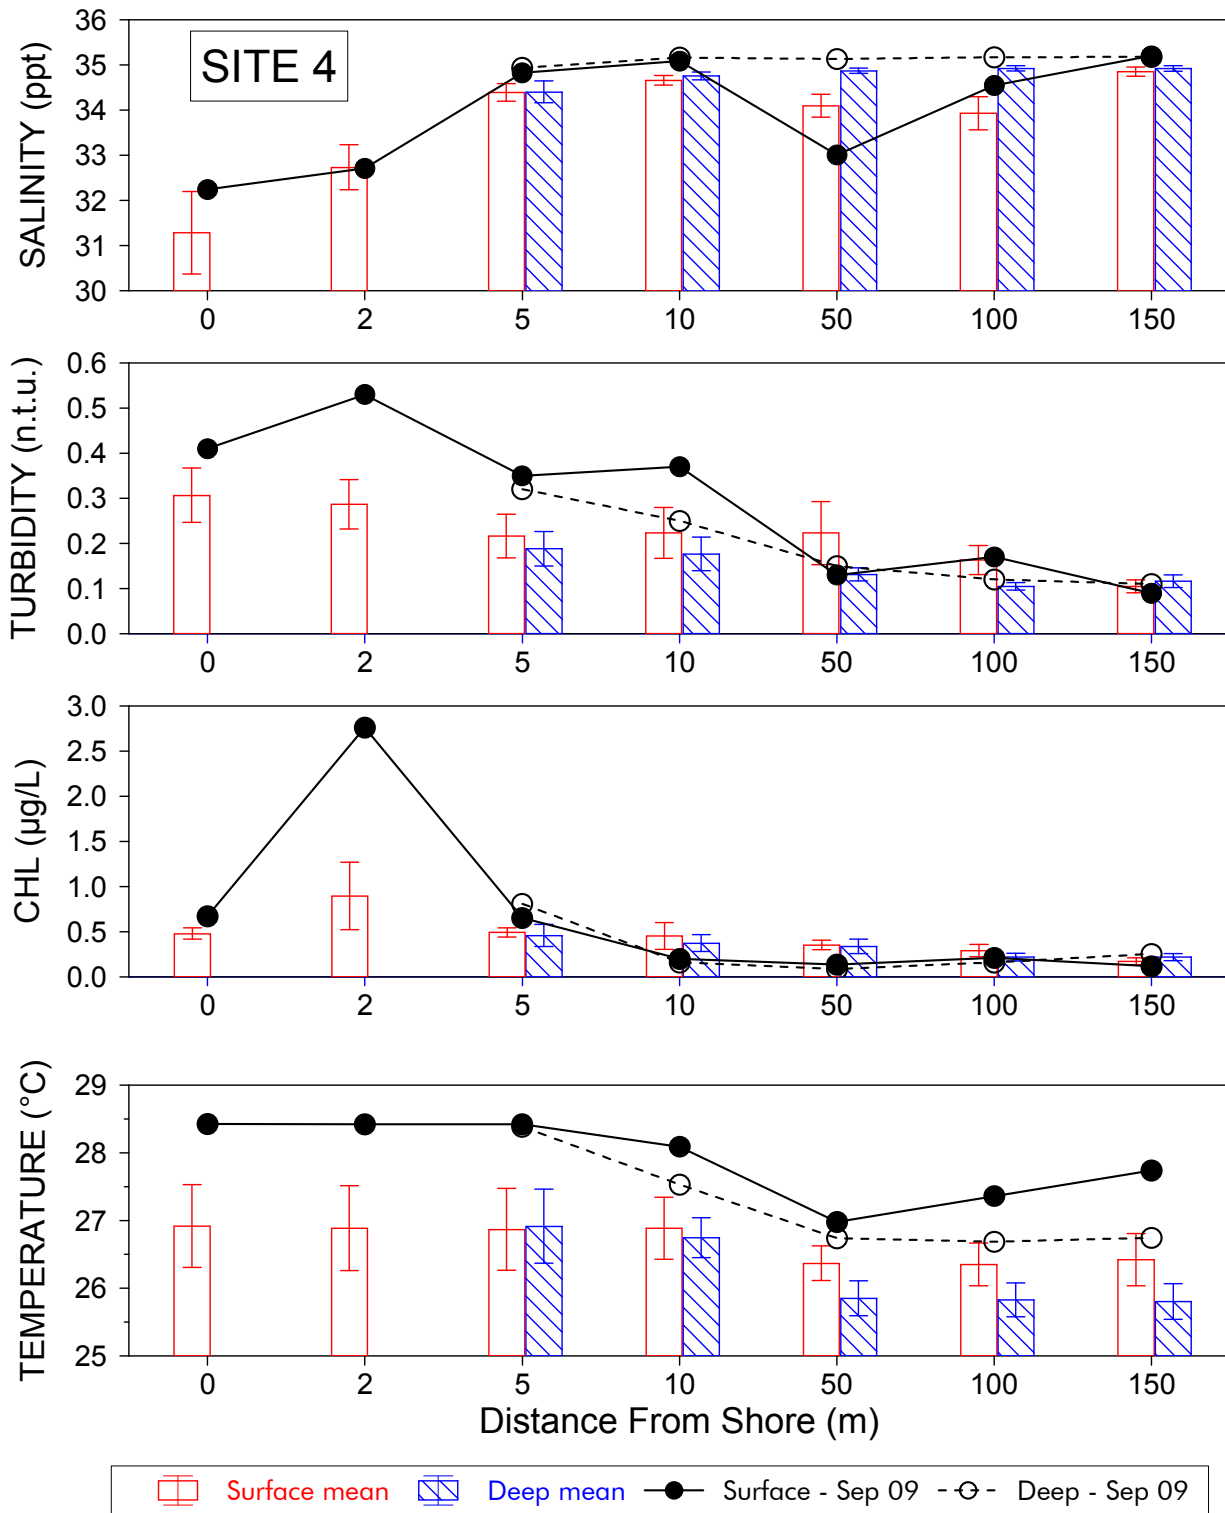 SITE 4
SALINITY (ppt)
36
35
34
33
32
31
30
0 2 5 10 50 100 150
TURBIDITY (n.t.u.)
0.6
0.5
0.4
0.3
0.2
0.1
0.0
0 2 5 10 50 100 150
CHL (µg/L)
3.0
2.5
2.0
1.5
1.0
0.5
0.0
0 2 5 10 50 100 150
TEMPERATURE (°C)
29
28
27
26
25
0 2 5 10 50 100 150
Distance From Shore (m)
Surface mean Deep mean Surface - Sep 09 Deep - Sep 09